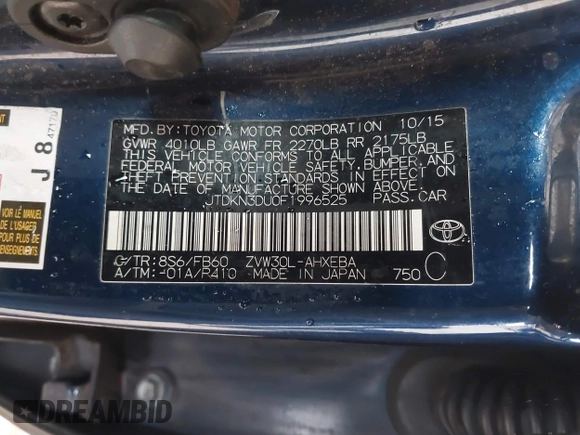 MFD. BY: TOYOTA MOTOR CORPORATION 10/15
GVWR 4010LB GAWR FR 2270LB RR 2175LB
THIS VEHICLE CONFORMS TO ALL APPLICABLE
FEDERAL MOTOR VEHICLE SAFETY, BUMPER, AND
THEFT PREVENTION STANDARDS IN EFFECT ON
THE DATE OF MANUFACTURE SHOWN ABOVE.
JTDKN3DU0F1996525 PASS. CAR
C/TR: 8S6/FB60 ZVW30L-AHXEBA
A/TM: -01A/P410 MADE IN JAPAN 750 C
TOYOTA
J 8 47170
VOIR LE MANUEL
DE L'USAGER
POUR PLUS DE
RENSEIGNEMENTS
DREAMBID